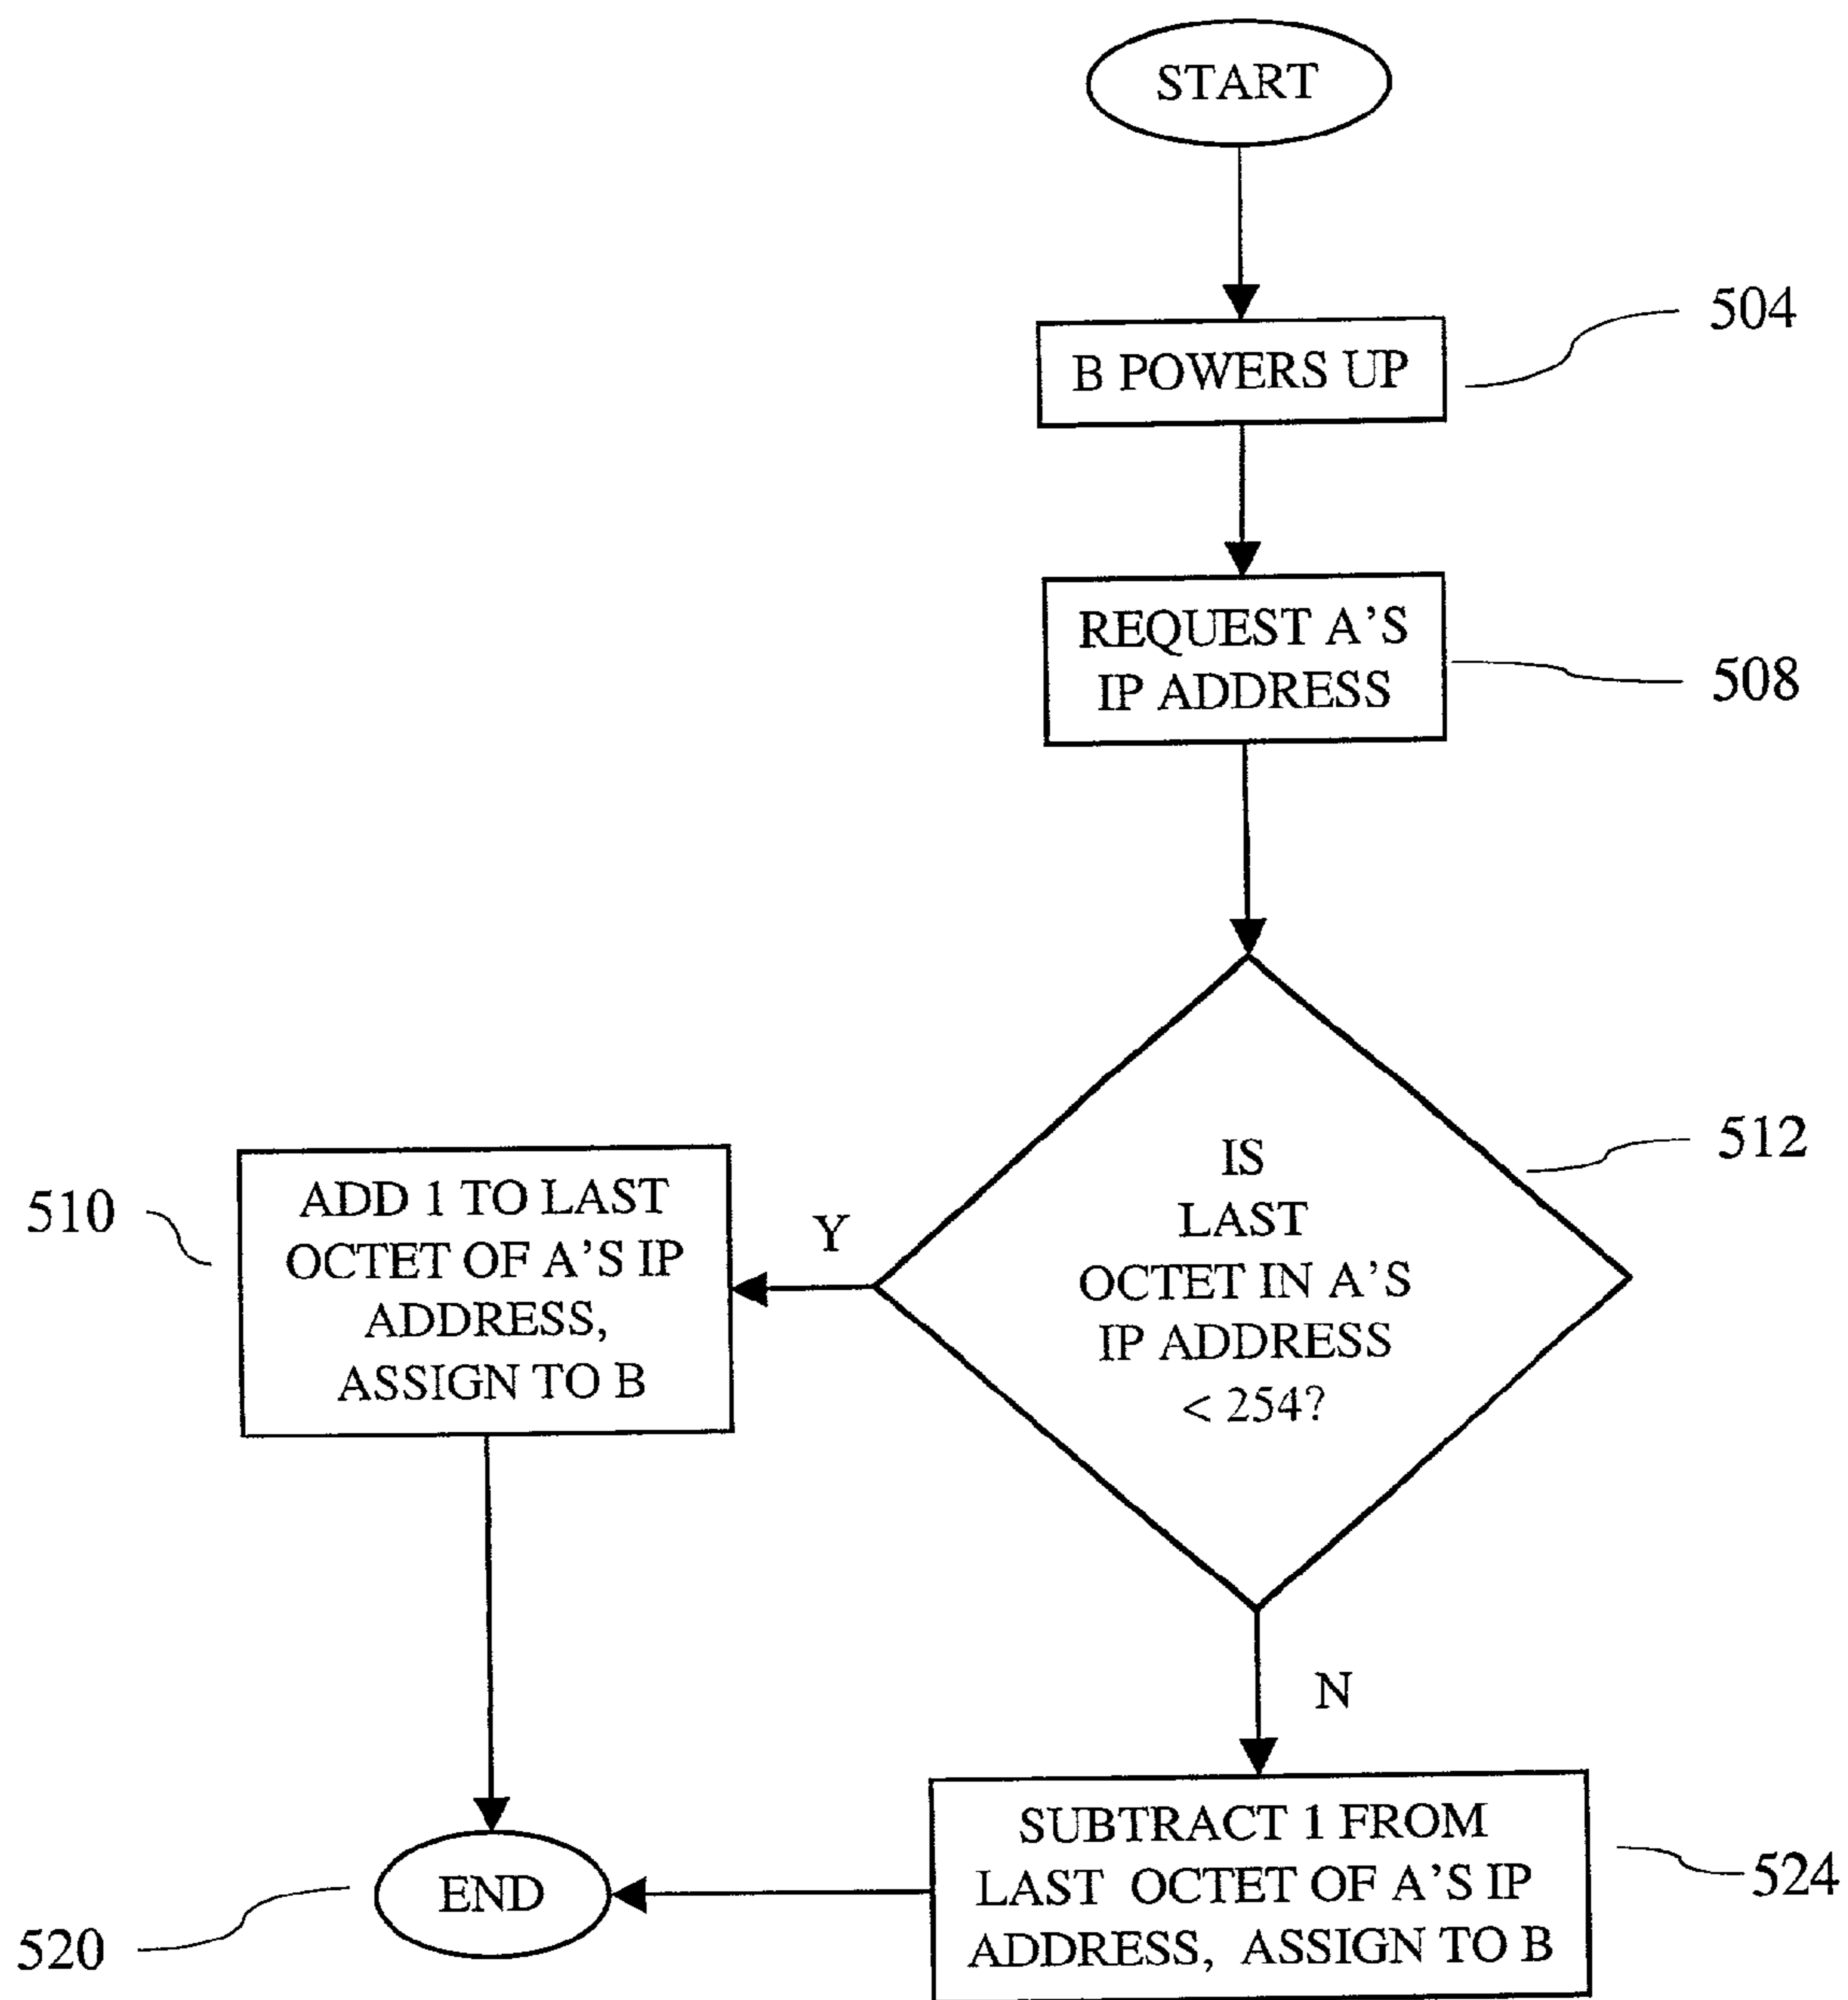 START
B POWERS UP
504
REQUEST A'S
IP ADDRESS
508
IS
LAST
OCTET IN A'S
IP ADDRESS
< 254?
512
Y
510
ADD 1 TO LAST
OCTET OF A'S IP
ADDRESS,
ASSIGN TO B
N
SUBTRACT 1 FROM
LAST OCTET OF A'S IP
ADDRESS, ASSIGN TO B
524
END
520